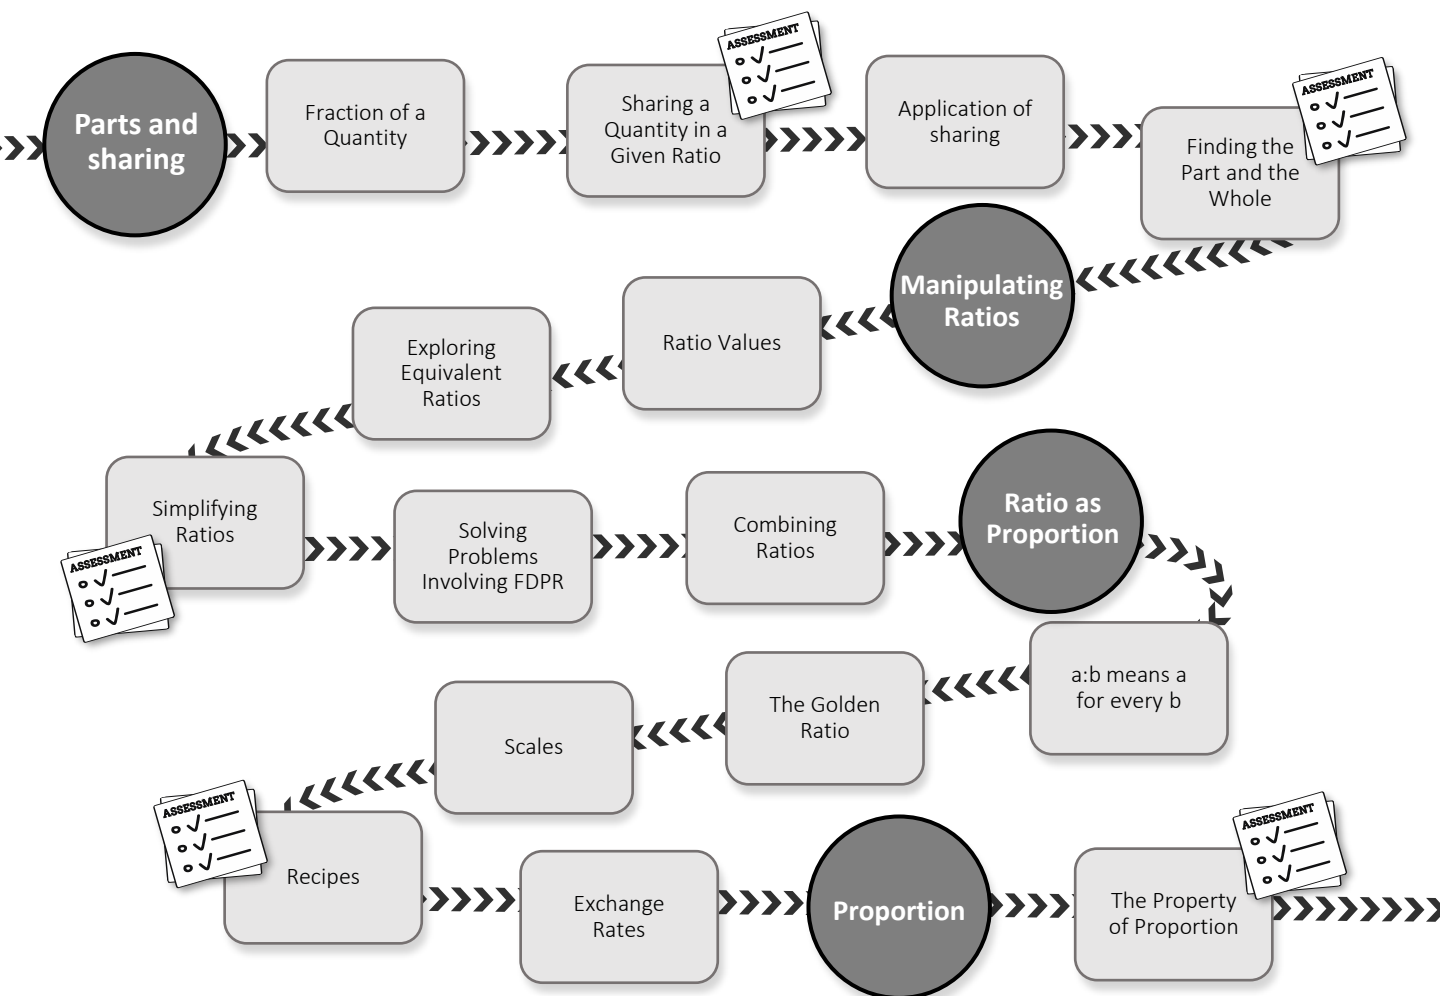 Parts and
sharing
Fraction of a
Quantity
Sharing a
Quantity in a
Given Ratio
ASSESSMENT
Application of
sharing
Finding the
Part and the
Whole
ASSESSMENT
Manipulating
Ratios
Ratio Values
Exploring
Equivalent
Ratios
Simplifying
Ratios
ASSESSMENT
Solving
Problems
Involving FDPR
Combining
Ratios
Ratio as
Proportion
a:b means a
for every b
The Golden
Ratio
Scales
ASSESSMENT
Recipes
Exchange
Rates
Proportion
The Property
of Proportion
ASSESSMENT